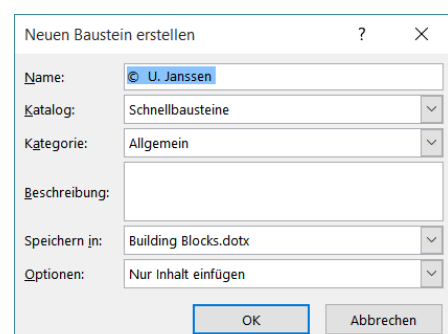 Neuen Baustein erstellen ? ×
Name: © U. Janssen
Katalog: Schnellbausteine
Kategorie: Allgemein
Beschreibung:
Speichern in: Building Blocks.dotx
Optionen: Nur Inhalt einfügen
OK Abbrechen